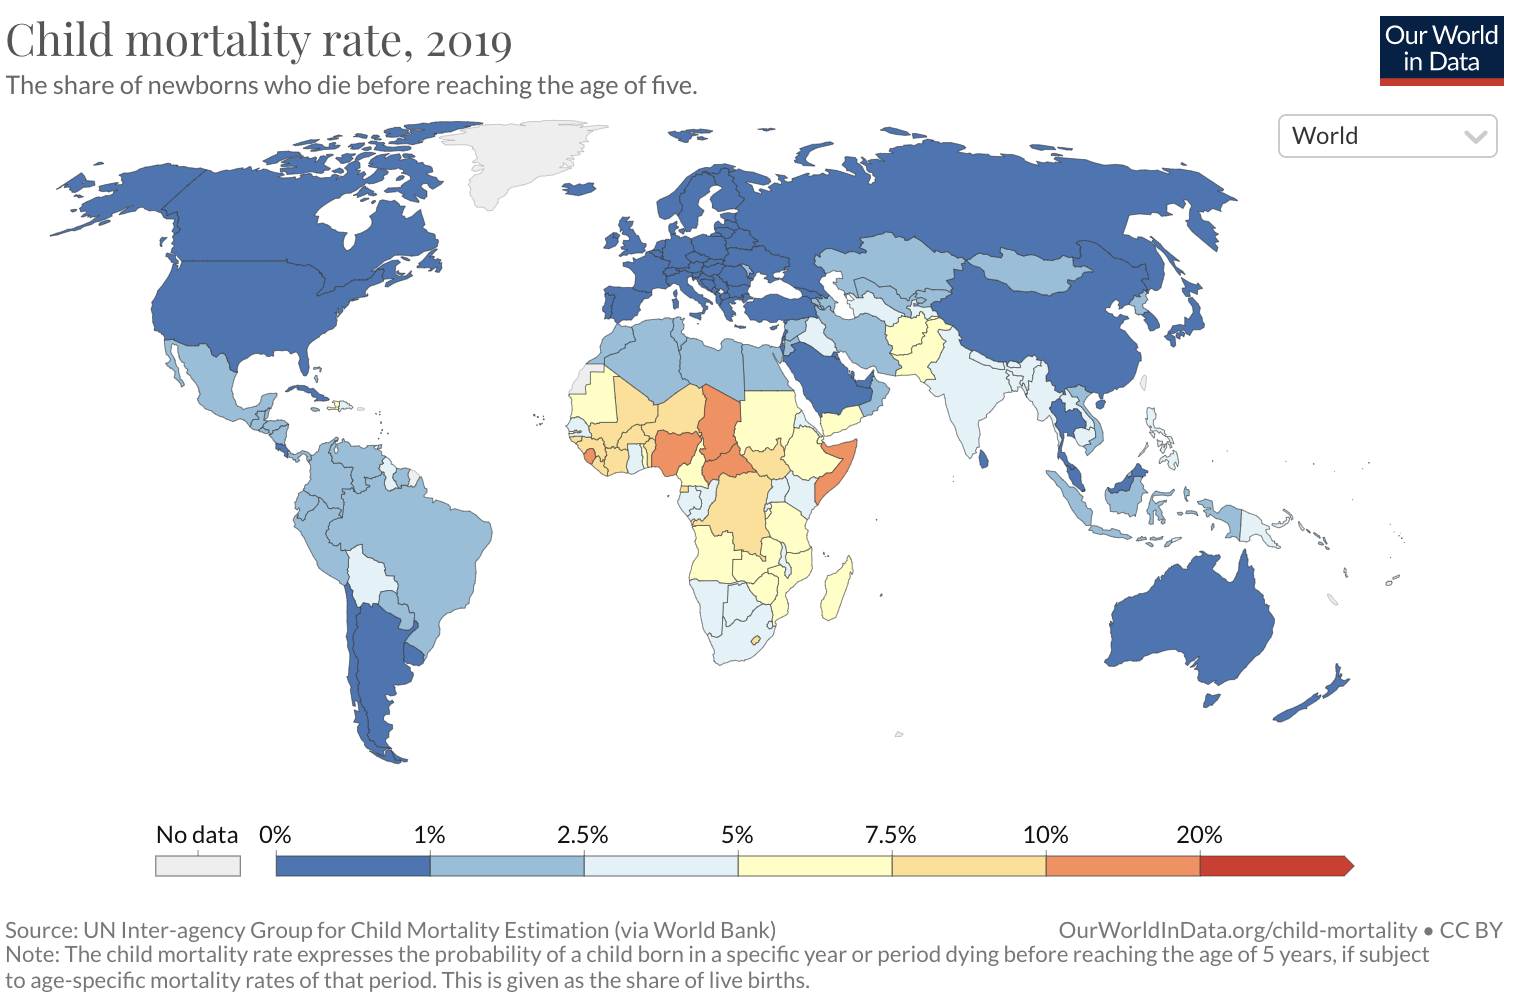 Child mortality rate, 2019
The share of newborns who die before reaching the age of five.
Our World
in Data
World
No data 0% 1% 2.5% 5% 7.5% 10% 20%
Source: UN Inter-agency Group for Child Mortality Estimation (via World Bank)
OurWorldInData.org/child-mortality • CC BY
Note: The child mortality rate expresses the probability of a child born in a specific year or period dying before reaching the age of 5 years, if subject
to age-specific mortality rates of that period. This is given as the share of live births.